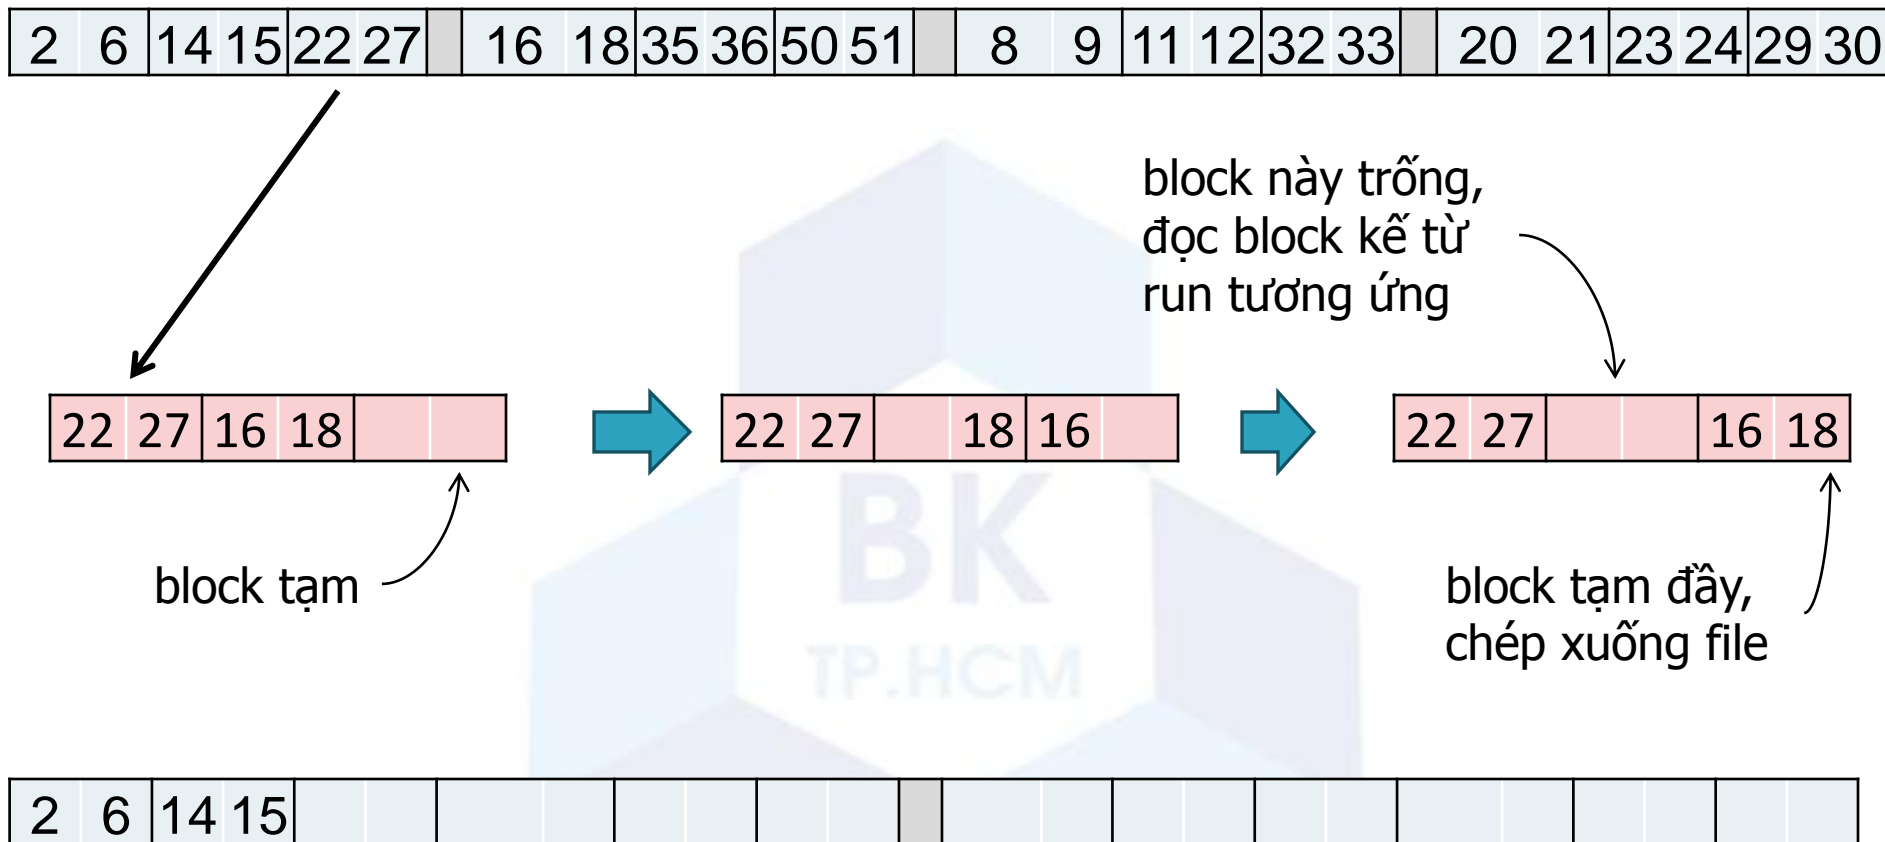 2 6 14 15 22 27 16 18 35 36 50 51 8 9 11 12 32 33 20 21 23 24 29 30
block này trống,
đọc block kế từ
run tương ứng
22 27 16 18
22 27 18 16
22 27 16 18
block tạm
block tạm đầy,
chép xuống file
BK
TP.HCM
2 6 14 15